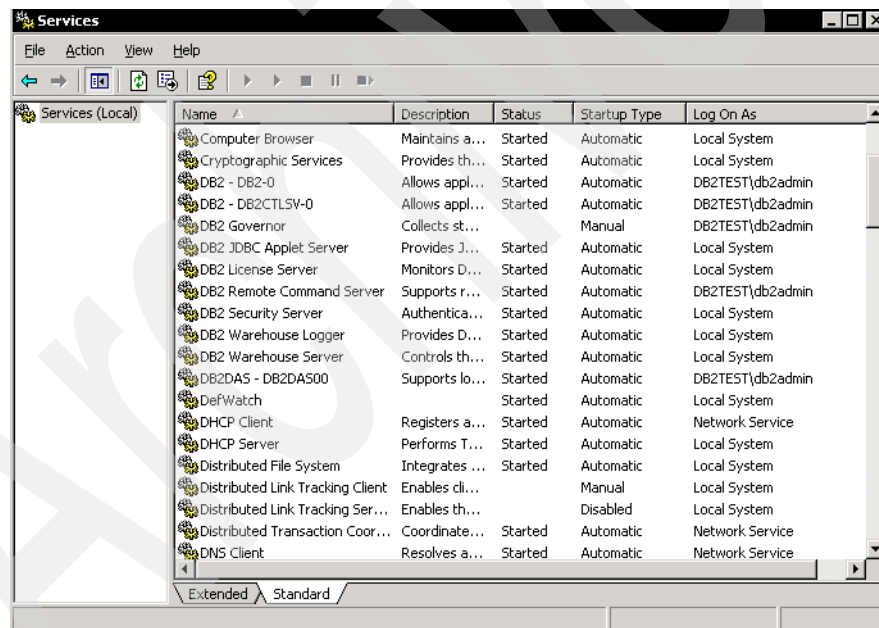 Services
File Action View Help
Services (Local)
Name Description Status Startup Type Log On As
Computer Browser Maintains a... Started Automatic Local System
Cryptographic Services Provides th... Started Automatic Local System
DB2 - DB2-0 Allows appl... Started Automatic DB2TEST\db2admin
DB2 - DB2CTLSV-0 Allows appl... Started Automatic DB2TEST\db2admin
DB2 Governor Collects st... Manual DB2TEST\db2admin
DB2 JDBC Applet Server Provides J... Started Automatic Local System
DB2 License Server Monitors D... Started Automatic Local System
DB2 Remote Command Server Supports r... Started Automatic DB2TEST\db2admin
DB2 Security Server Authentica... Started Automatic Local System
DB2 Warehouse Logger Provides D... Started Automatic Local System
DB2 Warehouse Server Controls th... Started Automatic Local System
DB2DAS - DB2DAS00 Supports lo... Started Automatic DB2TEST\db2admin
DefWatch Started Automatic Local System
DHCP Client Registers a... Started Automatic Network Service
DHCP Server Performs T... Started Automatic Local System
Distributed File System Integrates ... Started Automatic Local System
Distributed Link Tracking Client Enables cli... Manual Local System
Distributed Link Tracking Ser... Enables th... Disabled Local System
Distributed Transaction Coor... Coordinate... Started Automatic Network Service
DNS Client Resolves a... Started Automatic Network Service
Extended Standard